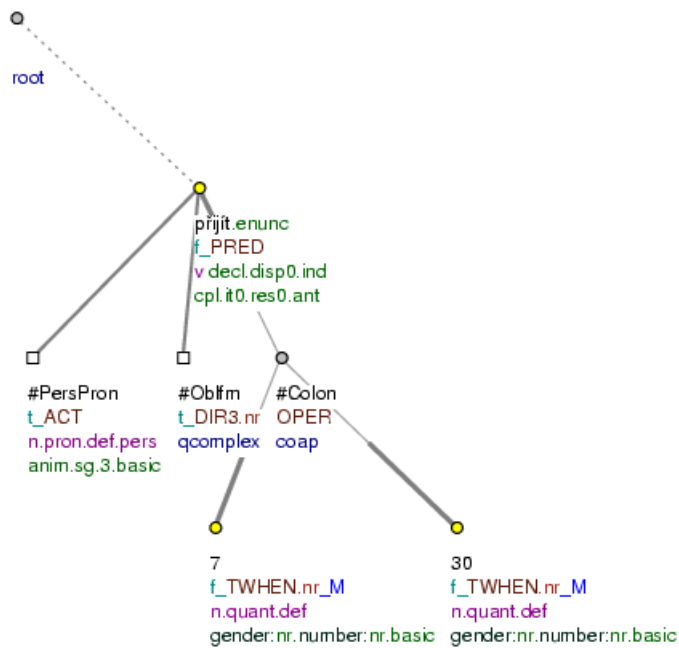 root
přijít.enunc
f_PRED
v decl.disp0.ind
cpl.it0.res0.ant
#PersPron
t_ACT
n.pron.def.pers
anim.sg.3.basic
#Oblfm
t_DIR3.nr
qcomplex
#Colon
OPER
coap
7
f_TWHEN.nr_M
n.quant.def
gender:nr.number:nr.basic
30
f_TWHEN.nr_M
n.quant.def
gender:nr.number:nr.basic